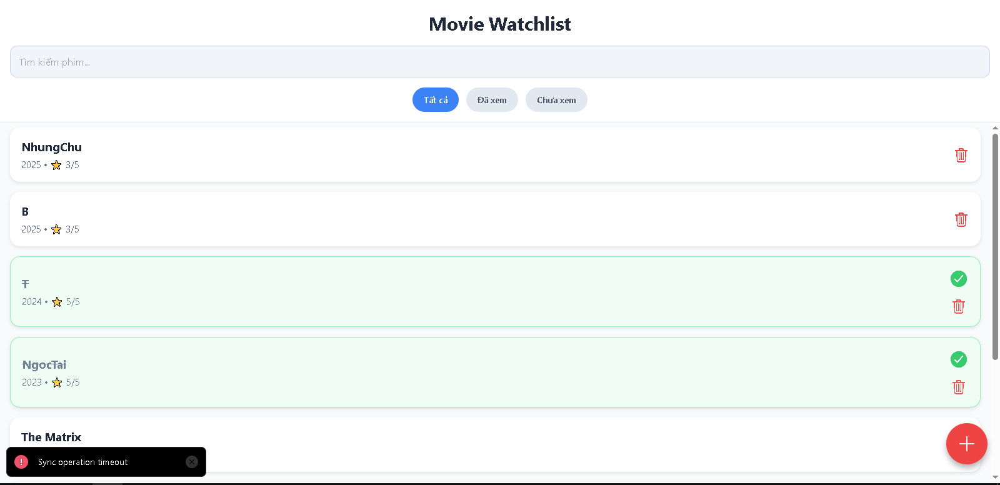 Movie Watchlist
Tìm kiếm phim...
Tất cả
Đã xem
Chưa xem
NhungChu
2025 • ⭐ 3/5
B
2025 • ⭐ 3/5
T
2024 • ⭐ 5/5
NgocTai
2023 • ⭐ 5/5
The Matrix
Sync operation timeout